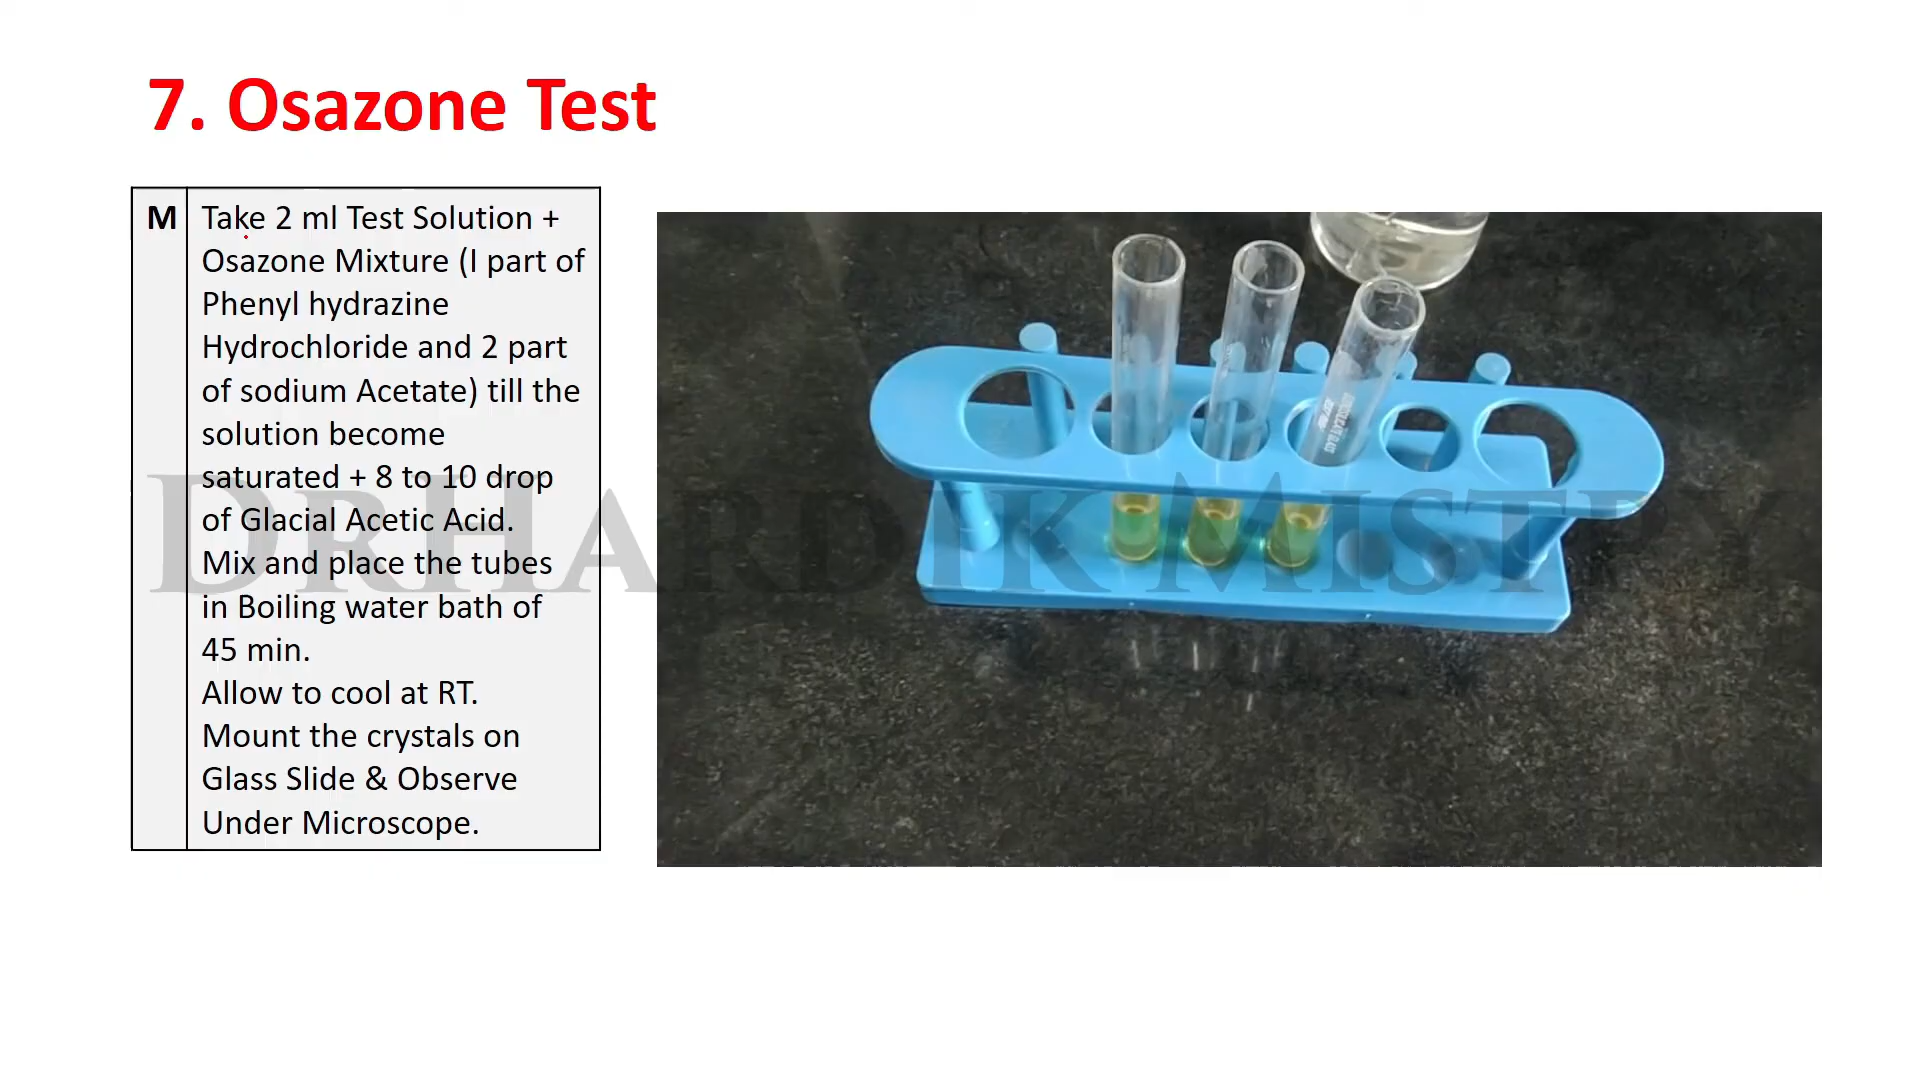 7. Osazone Test
M
Take 2 ml Test Solution +
Osazone Mixture (I part of
Phenyl hydrazine
Hydrochloride and 2 part
of sodium Acetate) till the
solution become
saturated + 8 to 10 drop
of Glacial Acetic Acid.
Mix and place the tubes
in Boiling water bath of
45 min.
Allow to cool at RT.
Mount the crystals on
Glass Slide & Observe
Under Microscope.
DRHARDIK MISTRY